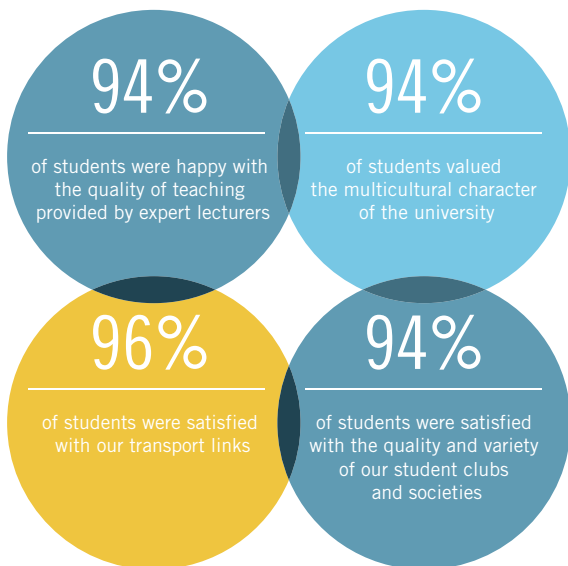 94%
of students were happy with
the quality of teaching
provided by expert lecturers
94%
of students valued
the multicultural character
of the university
96%
of students were satisfied
with our transport links
94%
of students were satisfied
with the quality and variety
of our student clubs
and societies